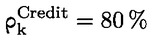 ρ_k^Credit = 80 %